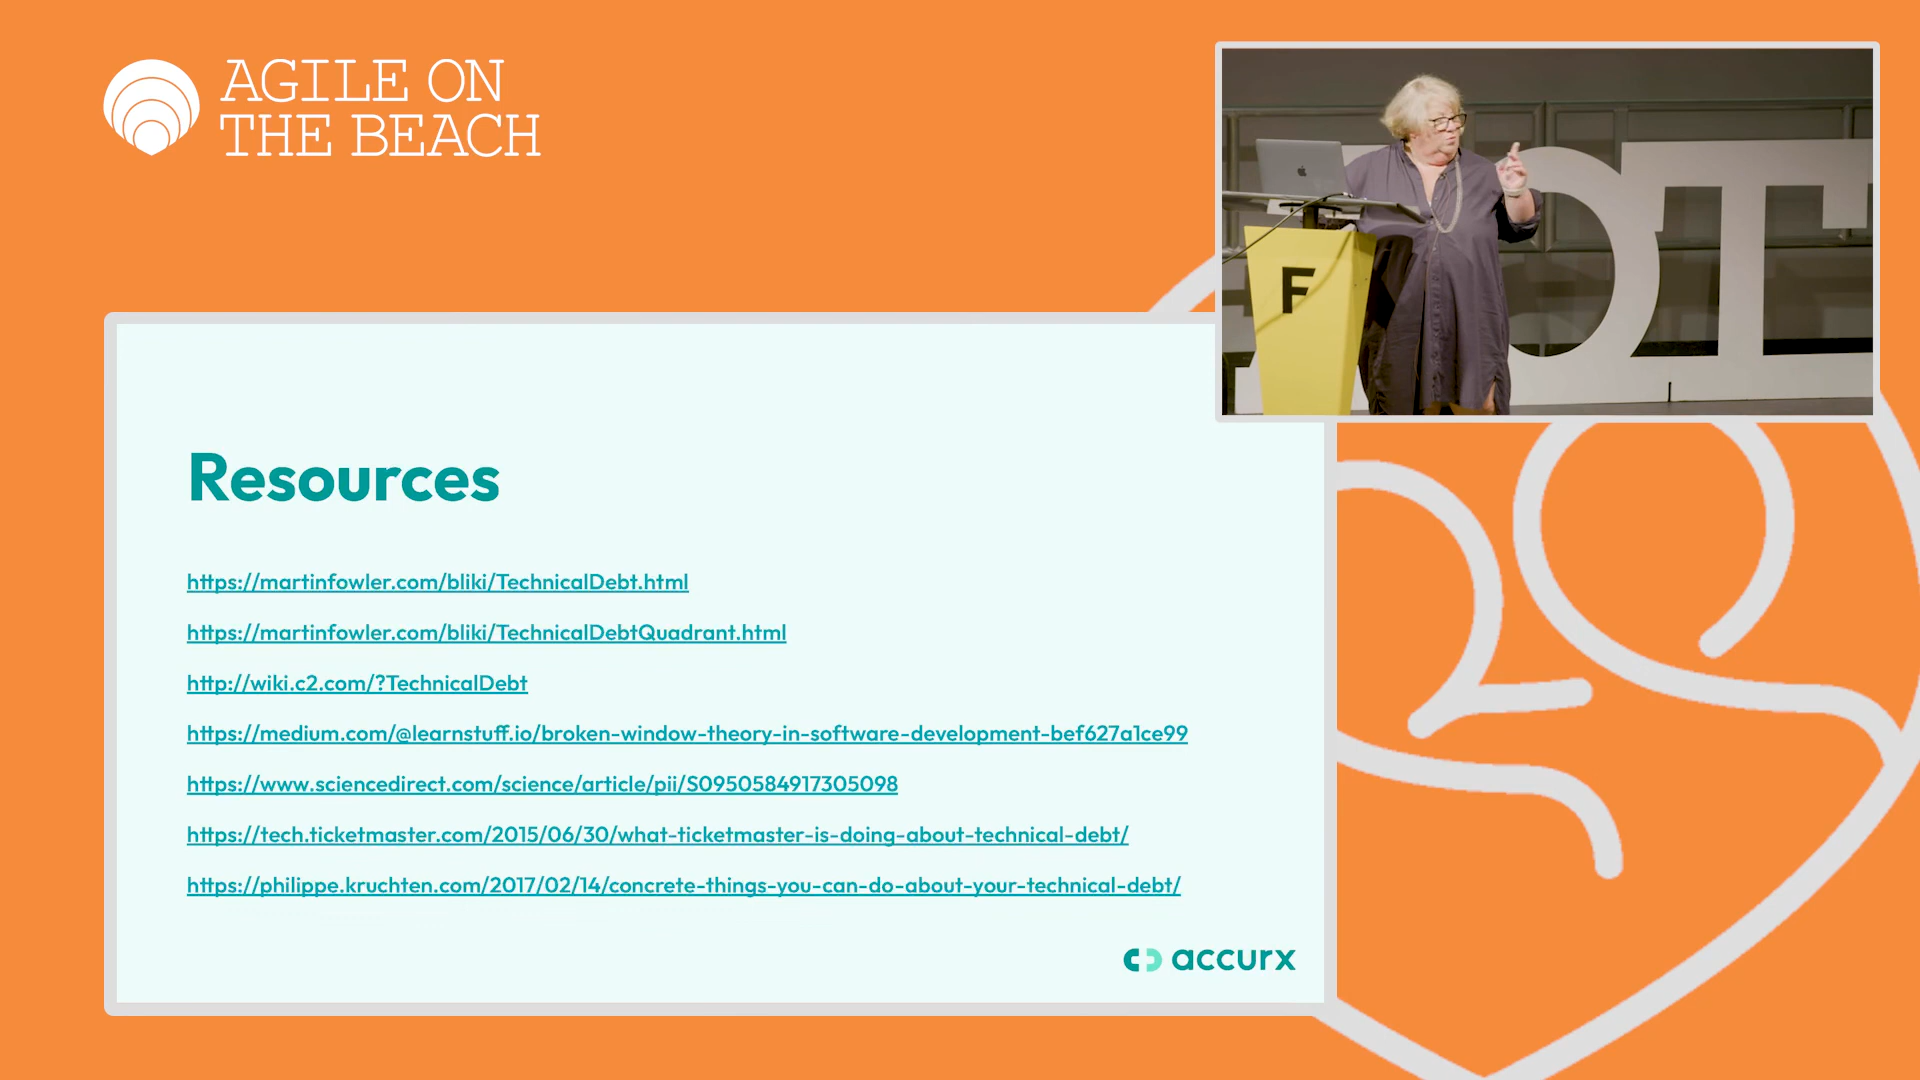 AGILE ON
THE BEACH
F
OT
Resources
https://martinfowler.com/bliki/TechnicalDebt.html
https://martinfowler.com/bliki/TechnicalDebtQuadrant.html
http://wiki.c2.com/?TechnicalDebt
https://medium.com/@learnstuff.io/broken-window-theory-in-software-development-bef627a1ce99
https://www.sciencedirect.com/science/article/pii/S0950584917305098
https://tech.ticketmaster.com/2015/06/30/what-ticketmaster-is-doing-about-technical-debt/
https://philippe.kruchten.com/2017/02/14/concrete-things-you-can-do-about-your-technical-debt/
accurx